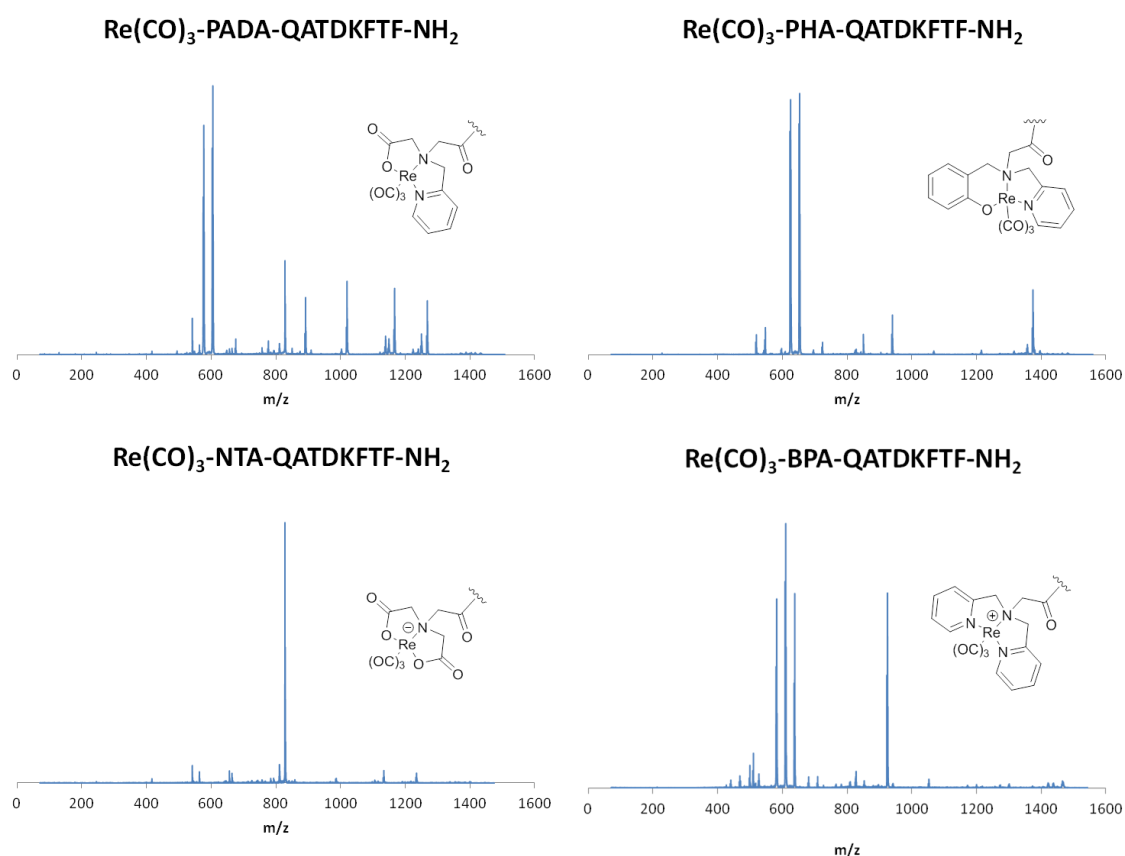 Re(CO)3-PADA-QATDKFTF-NH2
O
O
N
O
Re
(OC)3
N
0 200 400 600 800 1000 1200 1400 1600
m/z
Re(CO)3-PHA-QATDKFTF-NH2
O
N
Re
O
N
(CO)3
0 200 400 600 800 1000 1200 1400 1600
m/z
Re(CO)3-NTA-QATDKFTF-NH2
O
N
O
−
O
Re
(OC)3
O
O
0 200 400 600 800 1000 1200 1400 1600
m/z
Re(CO)3-BPA-QATDKFTF-NH2
N
+
N
O
Re
(OC)3
N
0 200 400 600 800 1000 1200 1400 1600
m/z